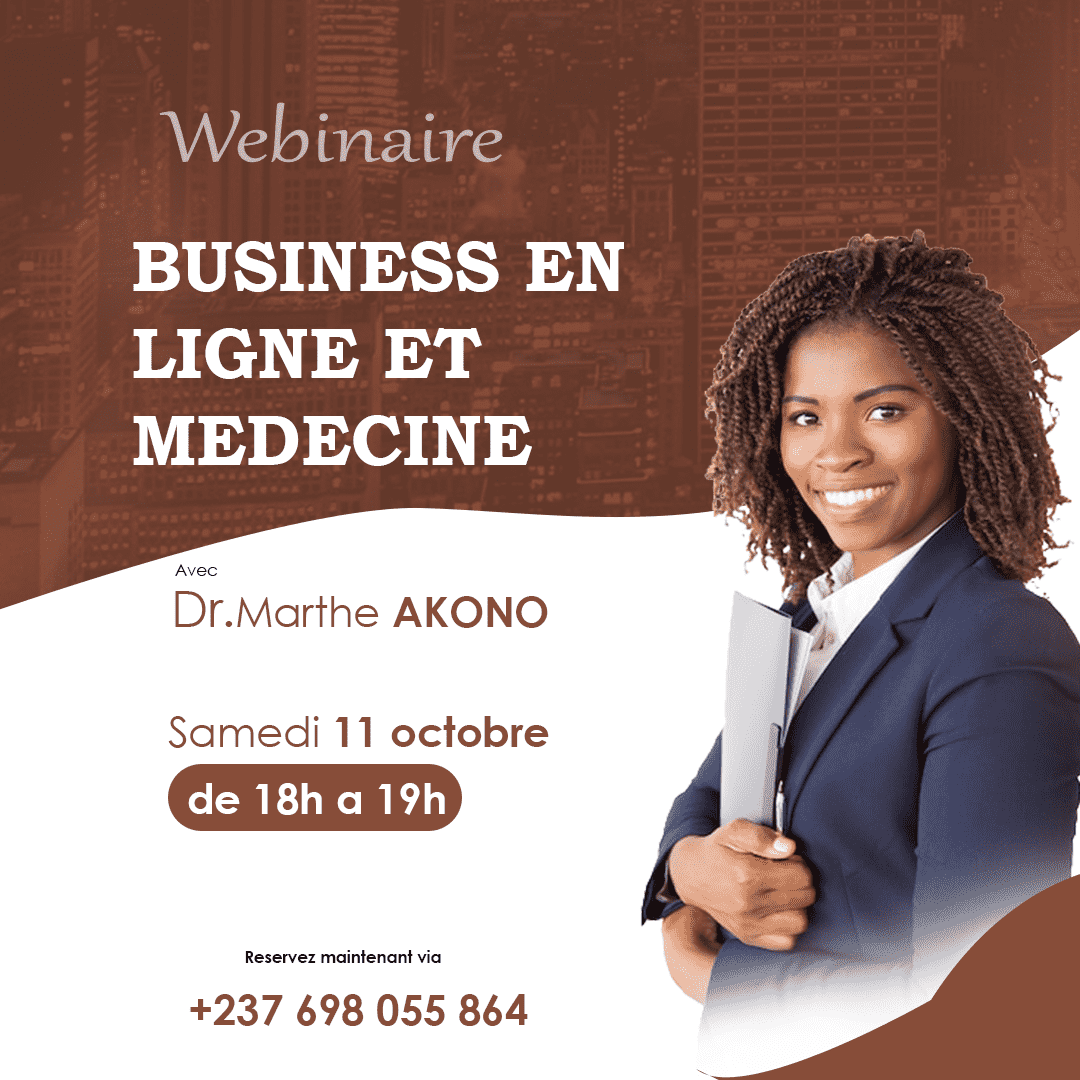 Webinaire
BUSINESS EN
LIGNE ET
MEDECINE
Avec
Dr.Marthe AKONO
Samedi 11 octobre
de 18h a 19h
Reservez maintenant via
+237 698 055 864